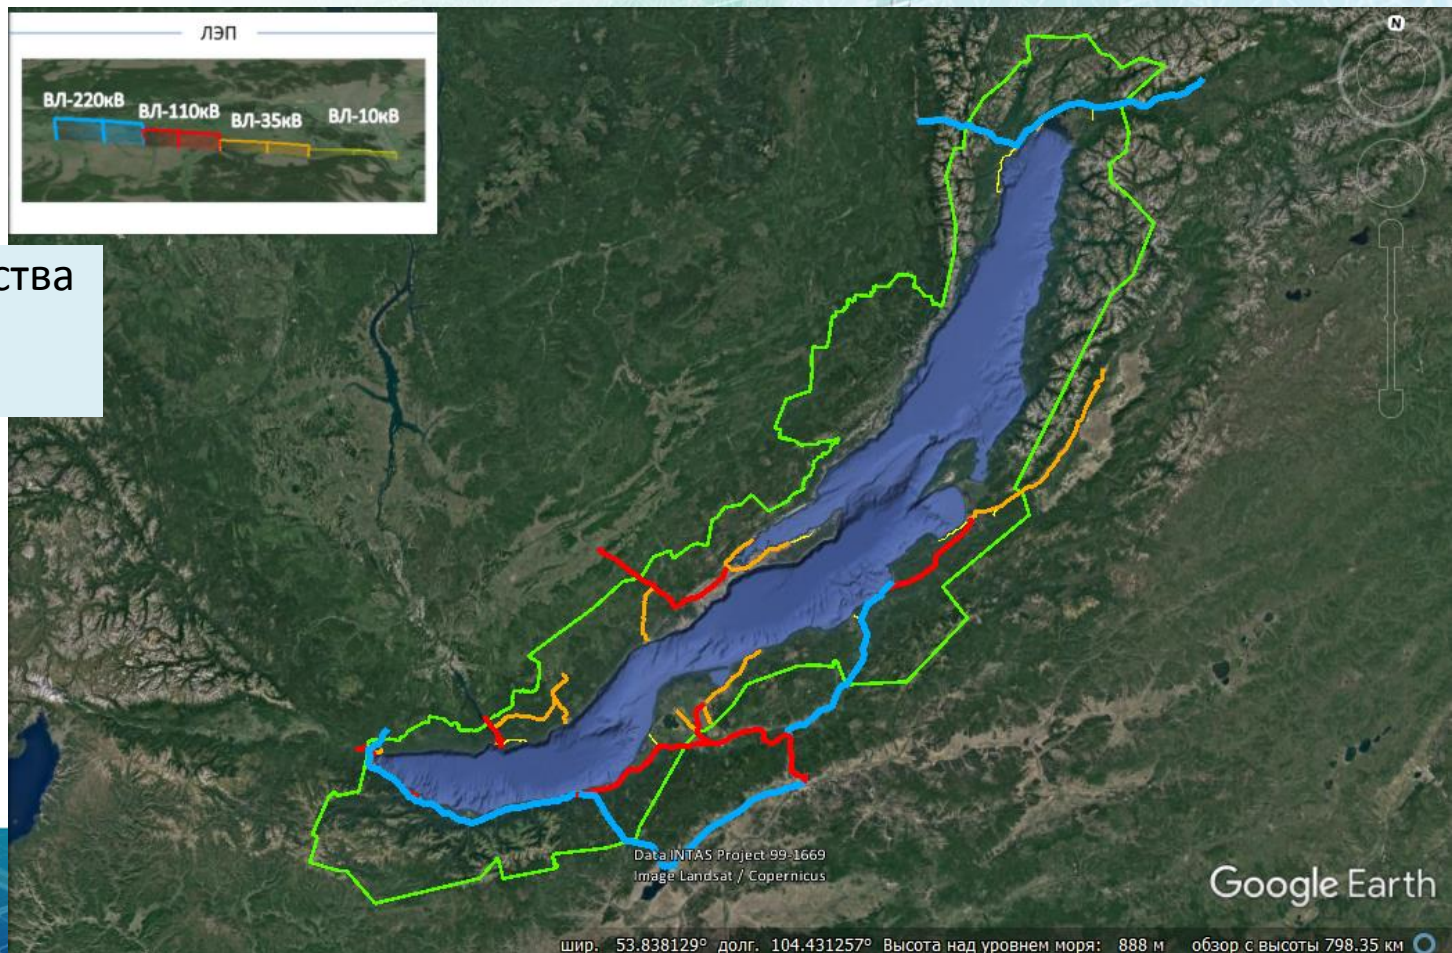 ЛЭП
ВЛ-220кВ
ВЛ-110кВ
ВЛ-35кВ
ВЛ-10кВ
ства
N
Data INTAS Project 99-1669
Image Landsat / Copernicus
Google Earth
шир. 53.838129° долг. 104.431257° Высота над уровнем моря: 888 м обзор с высоты 798.35 км